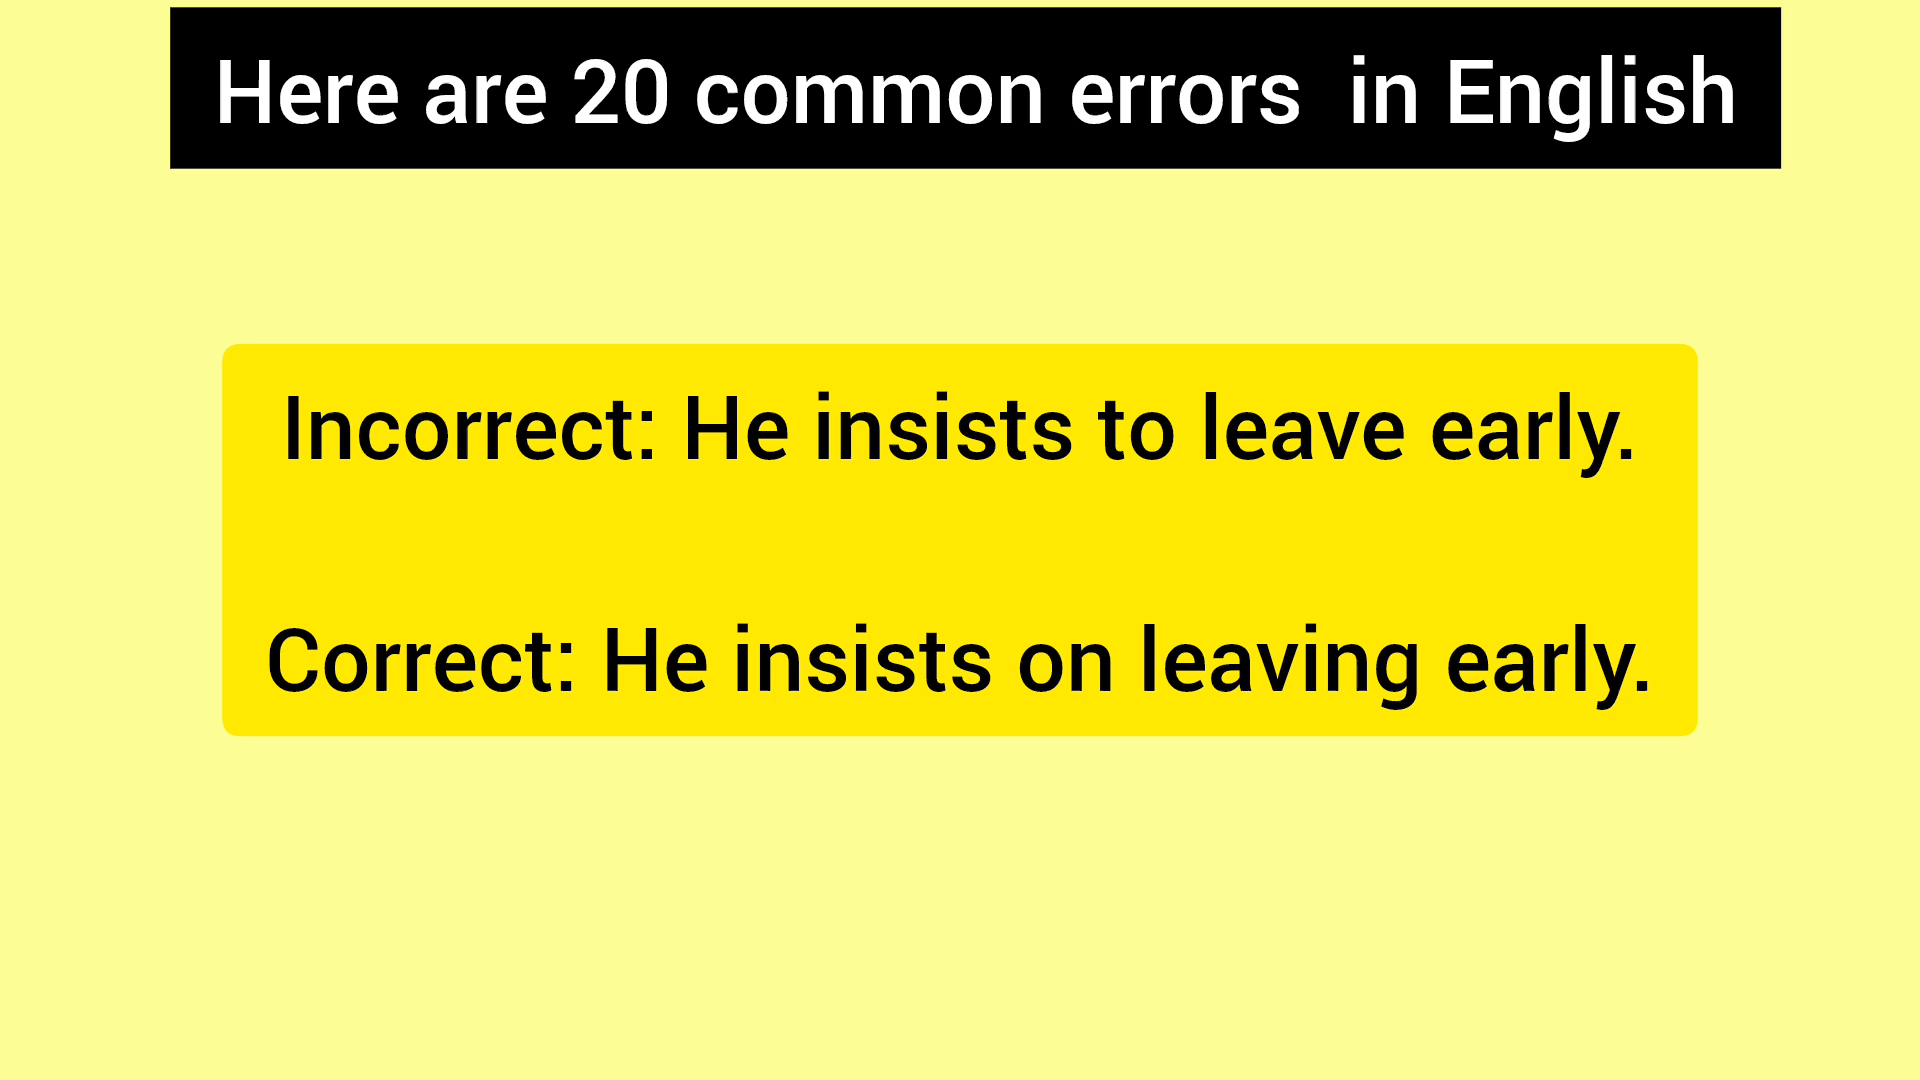 Here are 20 common errors  in English
Incorrect: He insists to leave early.
Correct: He insists on leaving early.